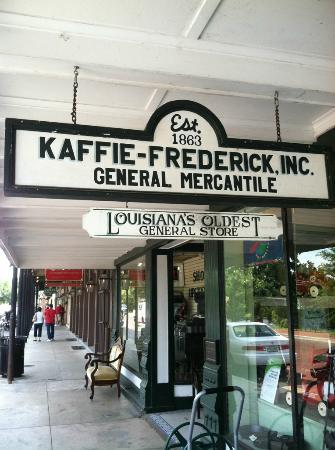 Est.
1863
KAFFIE-FREDERICK, INC.
GENERAL MERCANTILE
LOUISIANA'S OLDEST
GENERAL STORE